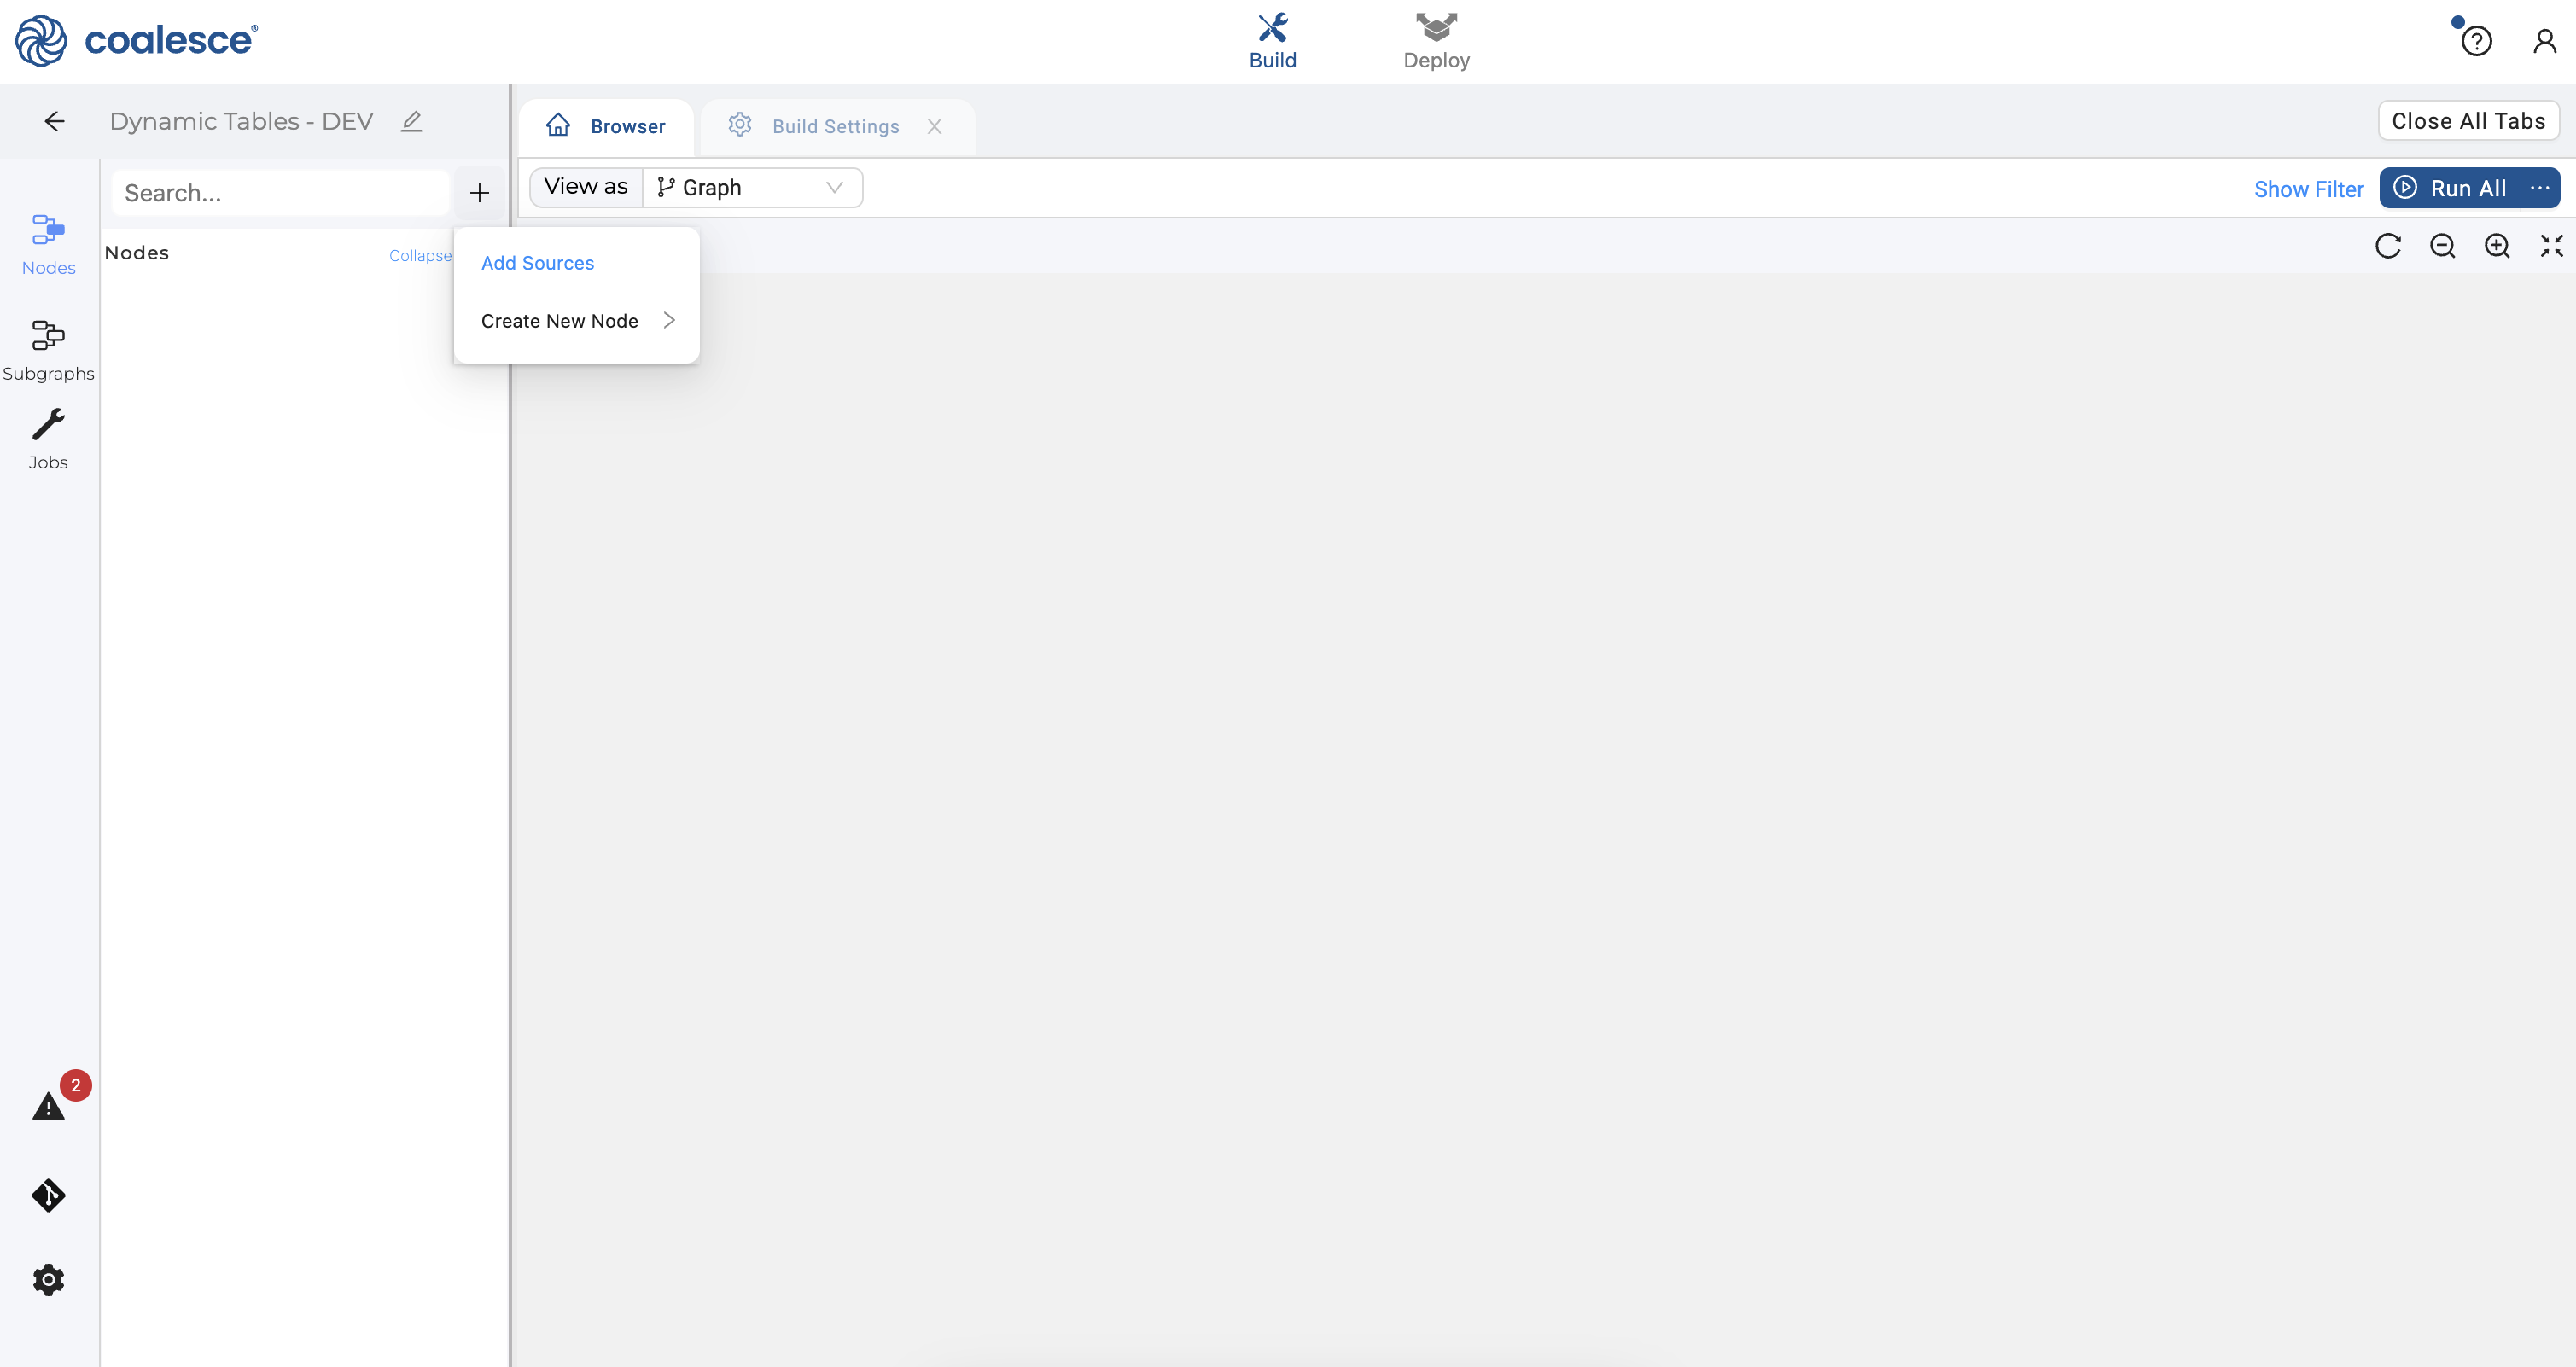 coalesce®
Build
Deploy
Dynamic Tables - DEV
Browser
Build Settings
Close All Tabs
Search...
View as
Graph
Show Filter
Run All
Nodes
Nodes
Collapse
Add Sources
Create New Node
Subgraphs
Jobs
2